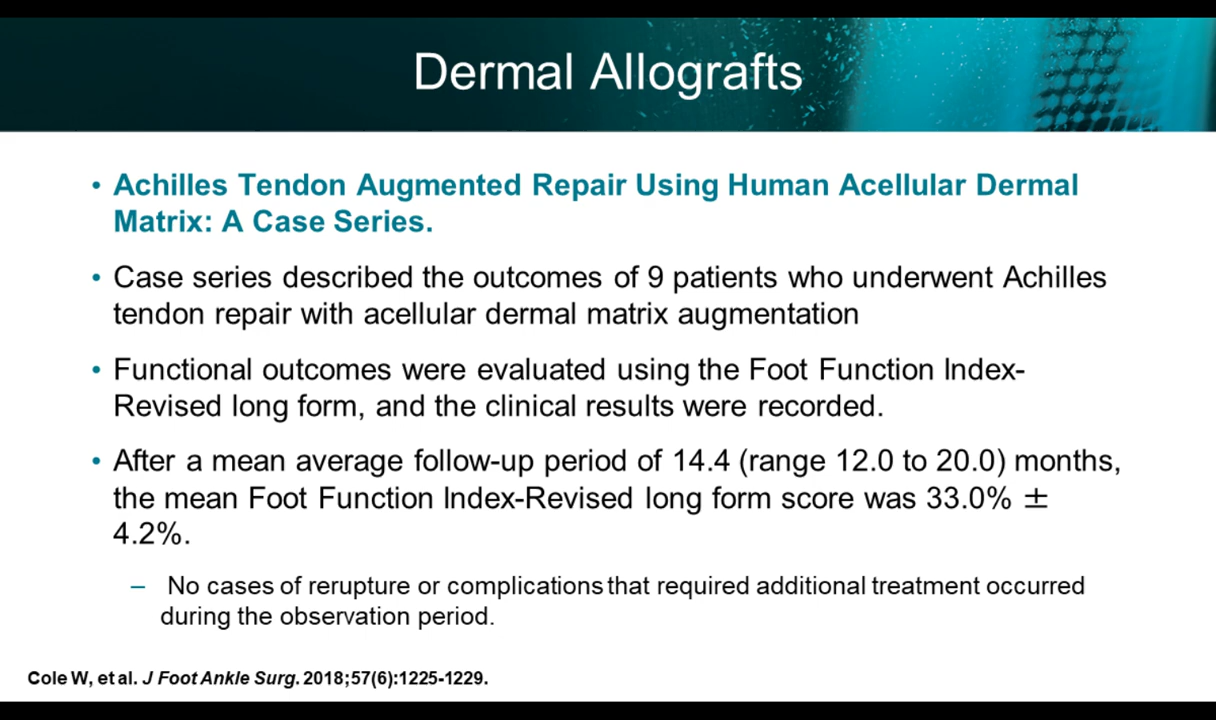 Dermal Allografts
• Achilles Tendon Augmented Repair Using Human Acellular Dermal
Matrix: A Case Series.
• Case series described the outcomes of 9 patients who underwent Achilles
tendon repair with acellular dermal matrix augmentation
• Functional outcomes were evaluated using the Foot Function Index-
Revised long form, and the clinical results were recorded.
• After a mean average follow-up period of 14.4 (range 12.0 to 20.0) months,
the mean Foot Function Index-Revised long form score was 33.0% ±
4.2%.
– No cases of rerupture or complications that required additional treatment occurred
during the observation period.
Cole W, et al. J Foot Ankle Surg. 2018;57(6):1225-1229.